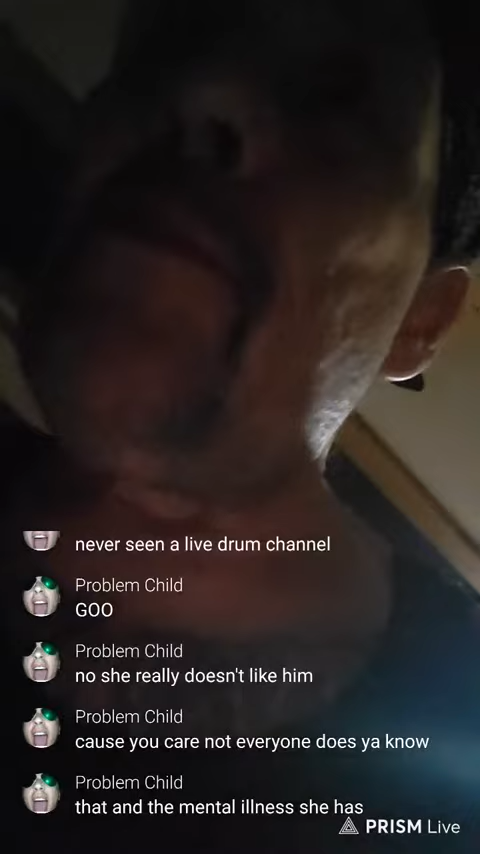 never seen a live drum channel
Problem Child
GOO
Problem Child
no she really doesn't like him
Problem Child
cause you care not everyone does ya know
Problem Child
that and the mental illness she has
PRISM Live